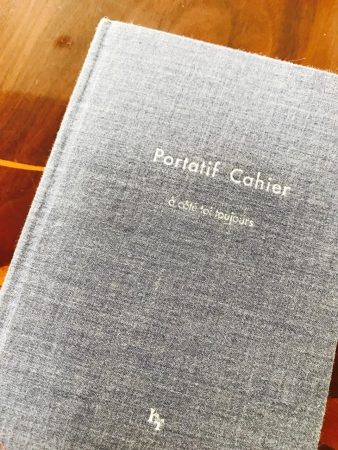 Portatif Cahier
à côté toi toujours